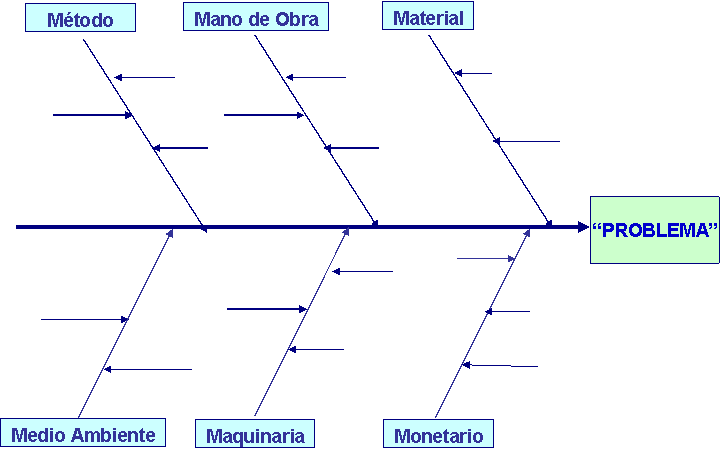 Método
Mano de Obra
Material
“PROBLEMA”
Medio Ambiente
Maquinaria
Monetario